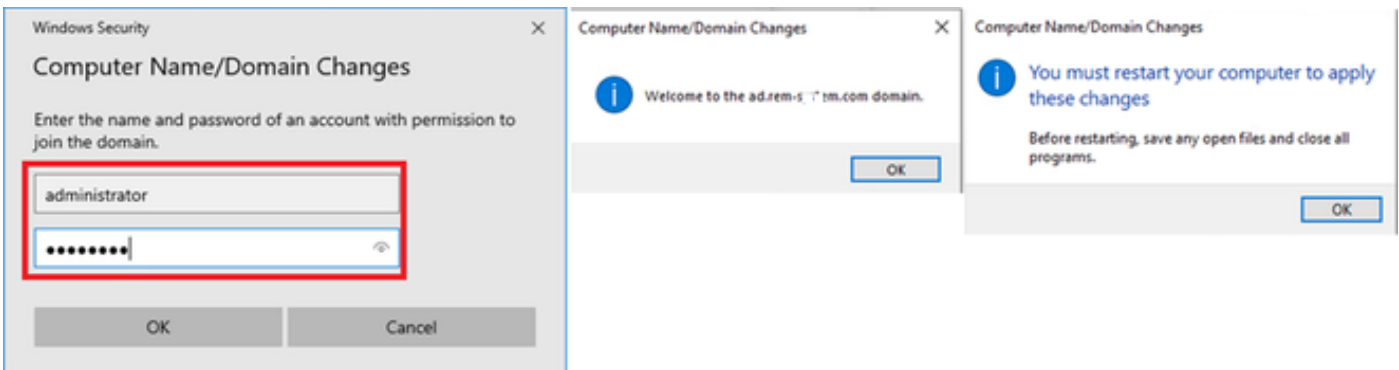 Windows Security
Computer Name/Domain Changes
Enter the name and password of an account with permission to
join the domain.
administrator
OK
Cancel
Computer Name/Domain Changes
Welcome to the domain.
OK
Computer Name/Domain Changes
You must restart your computer to apply
these changes
Before restarting, save any open files and close all
programs.
OK